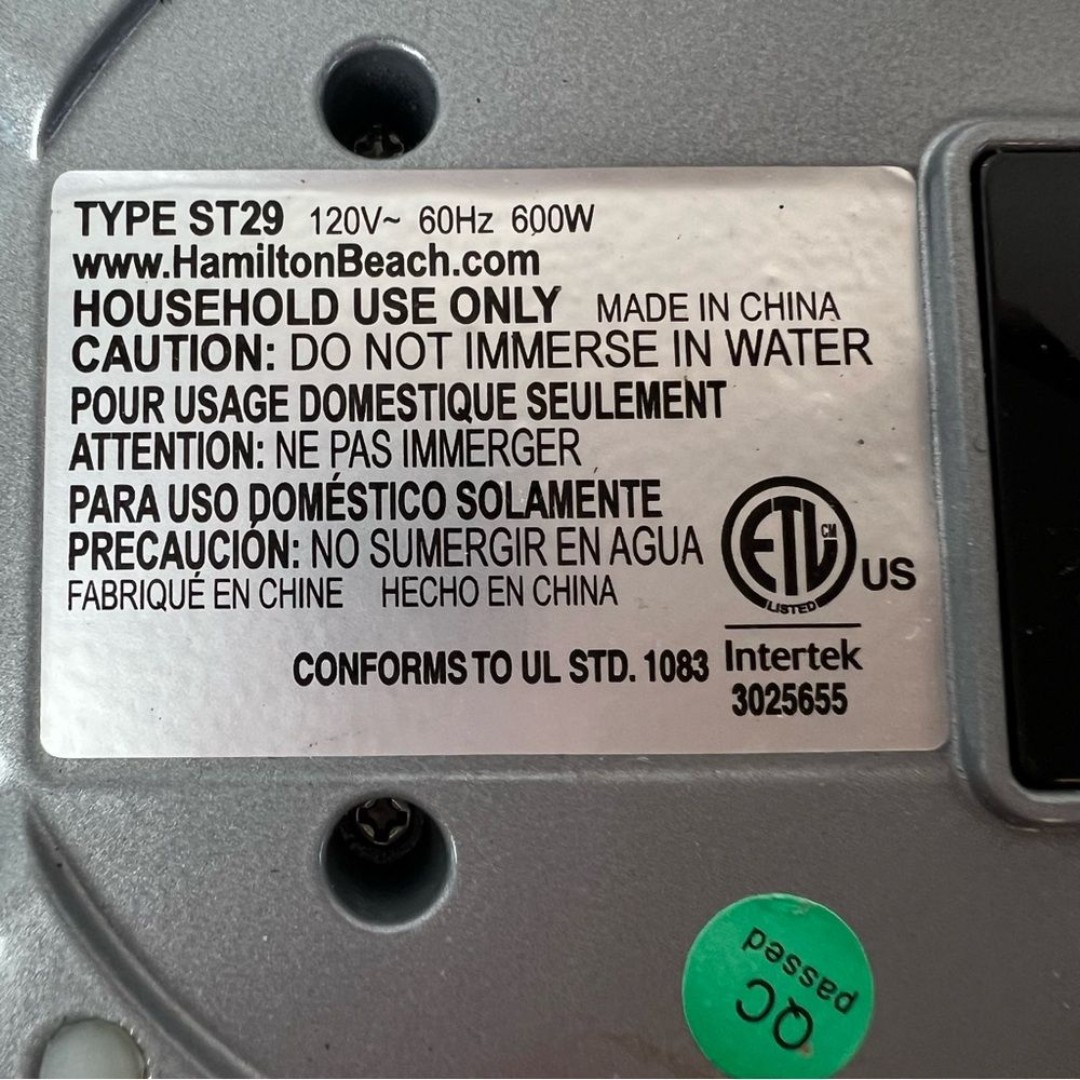 TYPE ST29 120V~ 60Hz 600W
www.HamiltonBeach.com
HOUSEHOLD USE ONLY MADE IN CHINA
CAUTION: DO NOT IMMERSE IN WATER
POUR USAGE DOMESTIQUE SEULEMENT
ATTENTION: NE PAS IMMERGER
PARA USO DOMÉSTICO SOLAMENTE
PRECAUCIÓN: NO SUMERGIR EN AGUA
FABRIQUÉ EN CHINE HECHO EN CHINA
ETL CM
LISTED
US
CONFORMS TO UL STD. 1083
Intertek
3025655
QC
passed